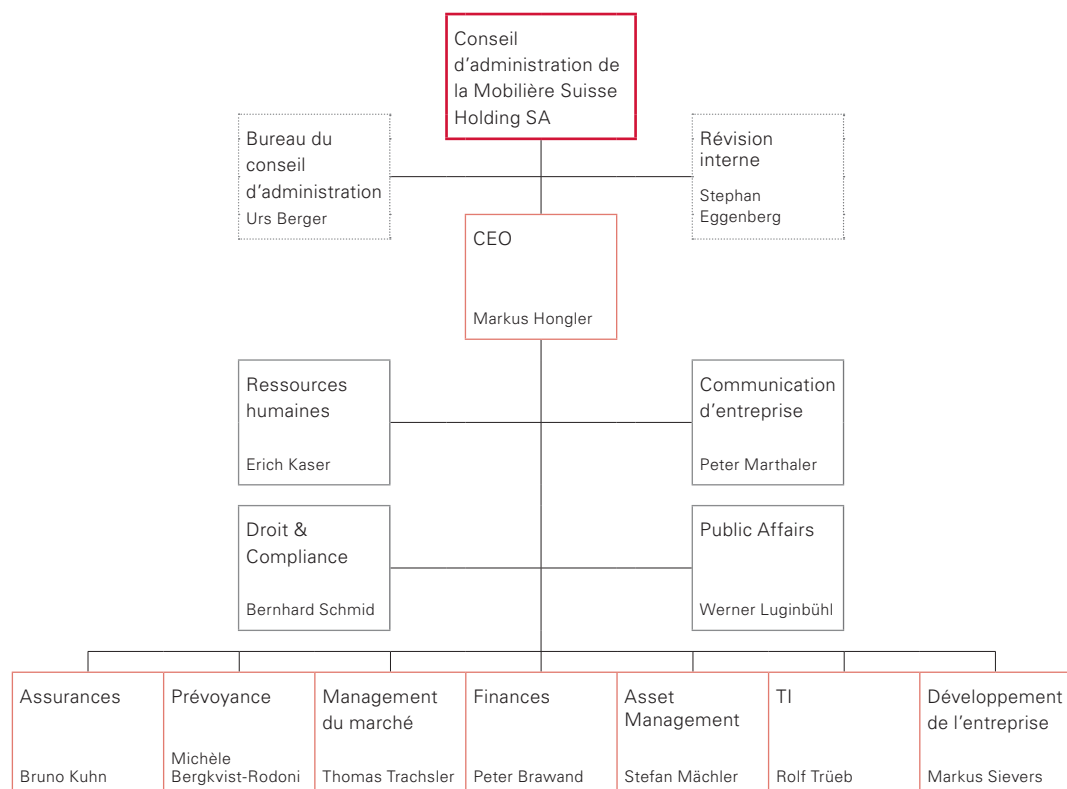 Conseil
d'administration de
la Mobilière Suisse
Holding SA
Bureau du
conseil
d'administration
Urs Berger
Révision
interne
Stephan
Eggenberg
CEO
Markus Hongler
Ressources
humaines
Erich Kaser
Communication
d'entreprise
Peter Marthaler
Droit &
Compliance
Bernhard Schmid
Public Affairs
Werner Luginbühl
Assurances
Bruno Kuhn
Prévoyance
Michèle
Bergkvist-Rodoni
Management
du marché
Thomas Trachsler
Finances
Peter Brawand
Asset
Management
Stefan Mächler
TI
Rolf Trüeb
Développement
de l'entreprise
Markus Sievers